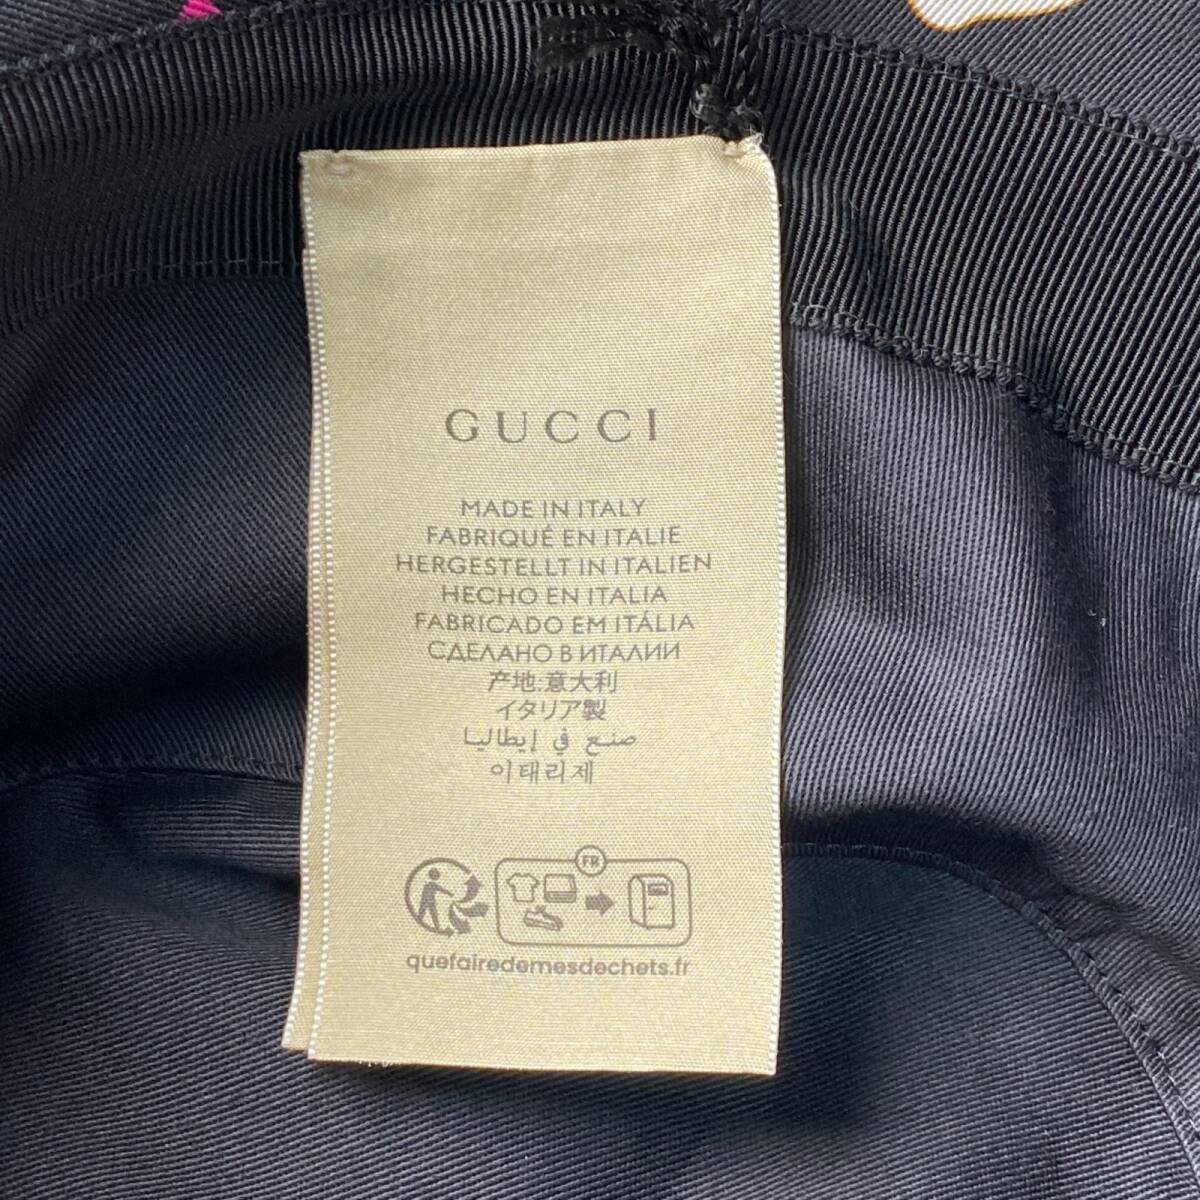 GUCCI
MADE IN ITALY
FABRIQUÉ EN ITALIE
HERGESTELLT IN ITALIEN
HECHO EN ITALIA
FABRICADO EM ITÁLIA
СДЕЛАНО В ИТАЛИИ
产地:意大利
イタリア製
صنع في إيطاليا
이태리제
FR
quefairedemesdechets.fr